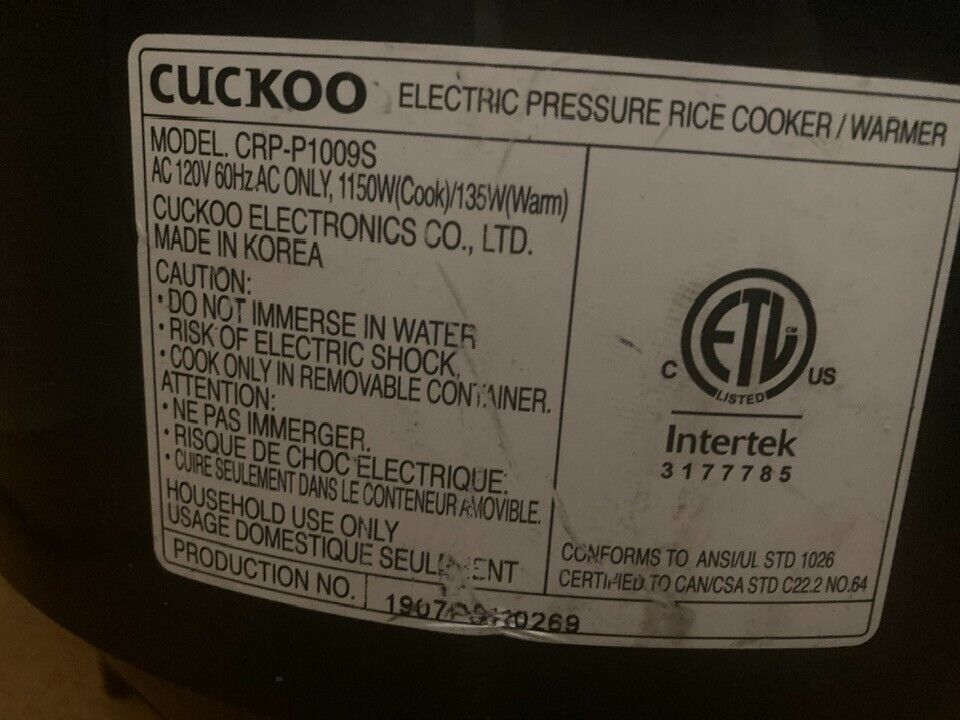 CUCKOO ELECTRIC PRESSURE RICE COOKER / WARMER
MODEL. CRP-P1009S
AC 120V 60Hz AC ONLY, 1150W(Cook)/135W(Warm)
CUCKOO ELECTRONICS CO., LTD.
MADE IN KOREA
CAUTION:
• DO NOT IMMERSE IN WATER
• RISK OF ELECTRIC SHOCK.
• COOK ONLY IN REMOVABLE CONTAINER.
ATTENTION:
• NE PAS IMMERGER.
• RISQUE DE CHOC ELECTRIQUE.
• CUIRE SEULEMENT DANS LE CONTENEUR AMOVIBLE.
HOUSEHOLD USE ONLY
USAGE DOMESTIQUE SEULEMENT
PRODUCTION NO.
C ETL CM US
LISTED
Intertek
3177785
CONFORMS TO ANSI/UL STD 1026
CERTIFIED TO CAN/CSA STD C22.2 NO.64